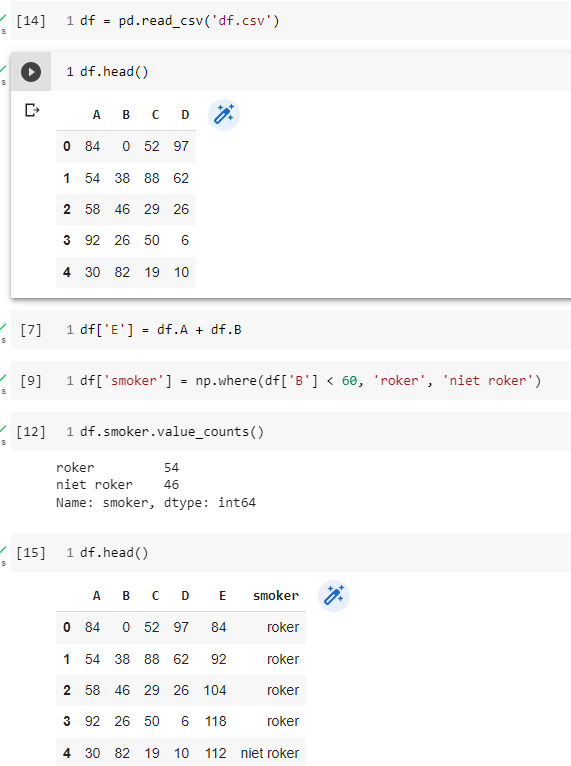 [14] 1 df = pd.read_csv('df.csv')
s
1 df.head()
s
A B C D
0 84 0 52 97
1 54 38 88 62
2 58 46 29 26
3 92 26 50 6
4 30 82 19 10
[7] 1 df['E'] = df.A + df.B
s
[9] 1 df['smoker'] = np.where(df['B'] < 60, 'roker', 'niet roker')
s
[12] 1 df.smoker.value_counts()
s
roker 54
niet roker 46
Name: smoker, dtype: int64
[15] 1 df.head()
s
A B C D E smoker
0 84 0 52 97 84 roker
1 54 38 88 62 92 roker
2 58 46 29 26 104 roker
3 92 26 50 6 118 roker
4 30 82 19 10 112 niet roker